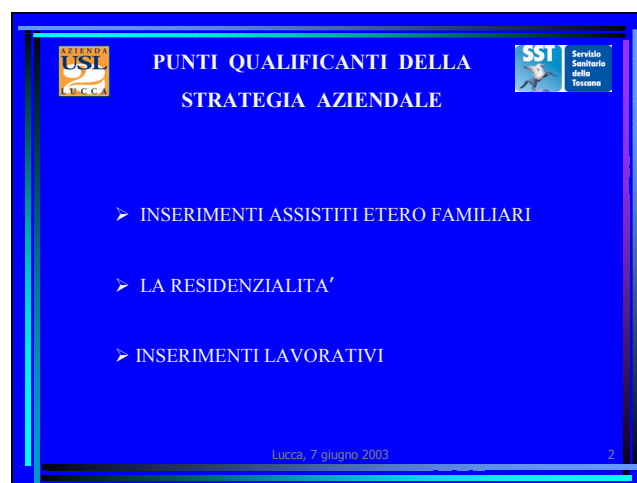 AZIENDA
USL
LUCCA
PUNTI QUALIFICANTI DELLA
STRATEGIA AZIENDALE
SST
Servizio
Sanitario
della
Toscana
➢ INSERIMENTI ASSISTITI ETERO FAMILIARI
➢ LA RESIDENZIALITA’
➢ INSERIMENTI LAVORATIVI
Lucca, 7 giugno 2003
2